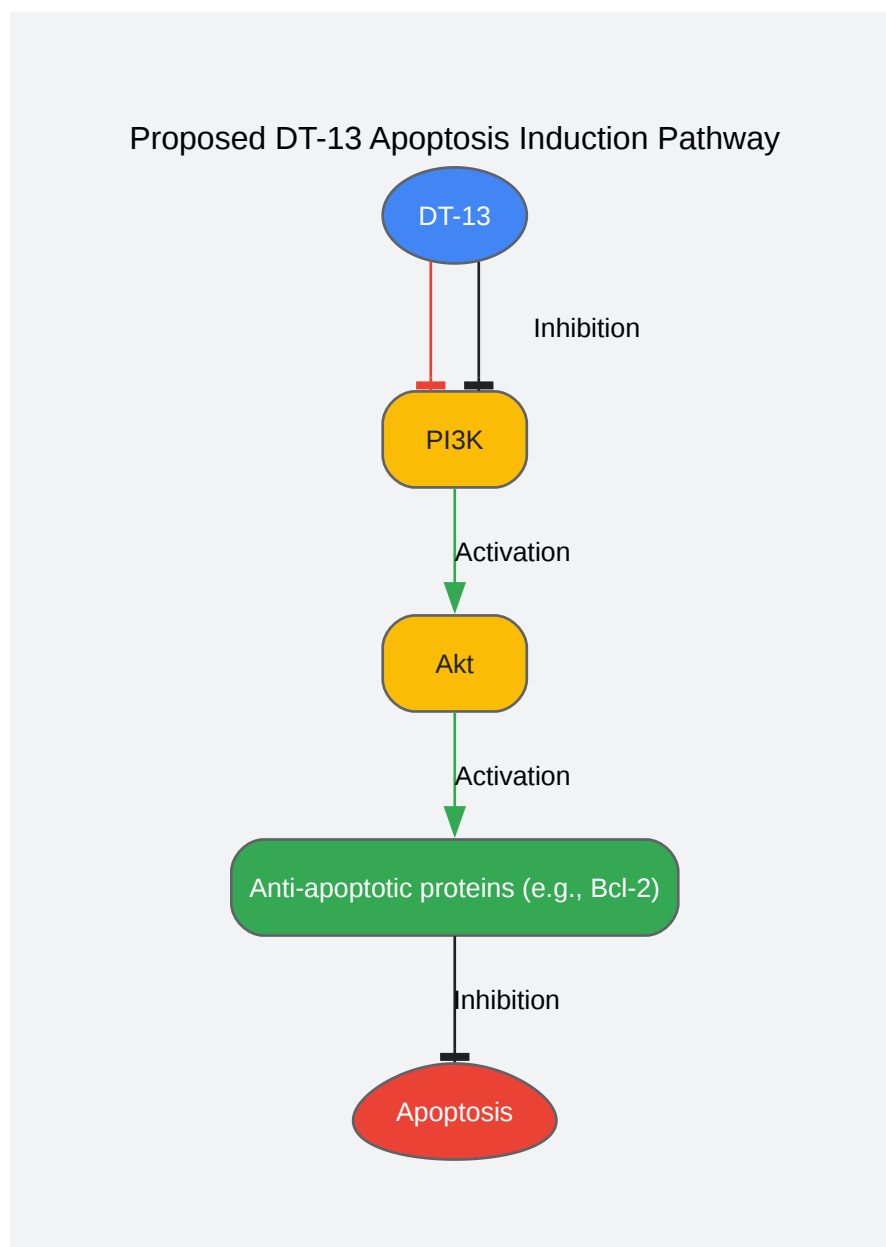 Proposed DT-13 Apoptosis Induction Pathway
DT-13
Inhibition
PI3K
Activation
Akt
Activation
Anti-apoptotic proteins (e.g., Bcl-2)
Inhibition
Apoptosis